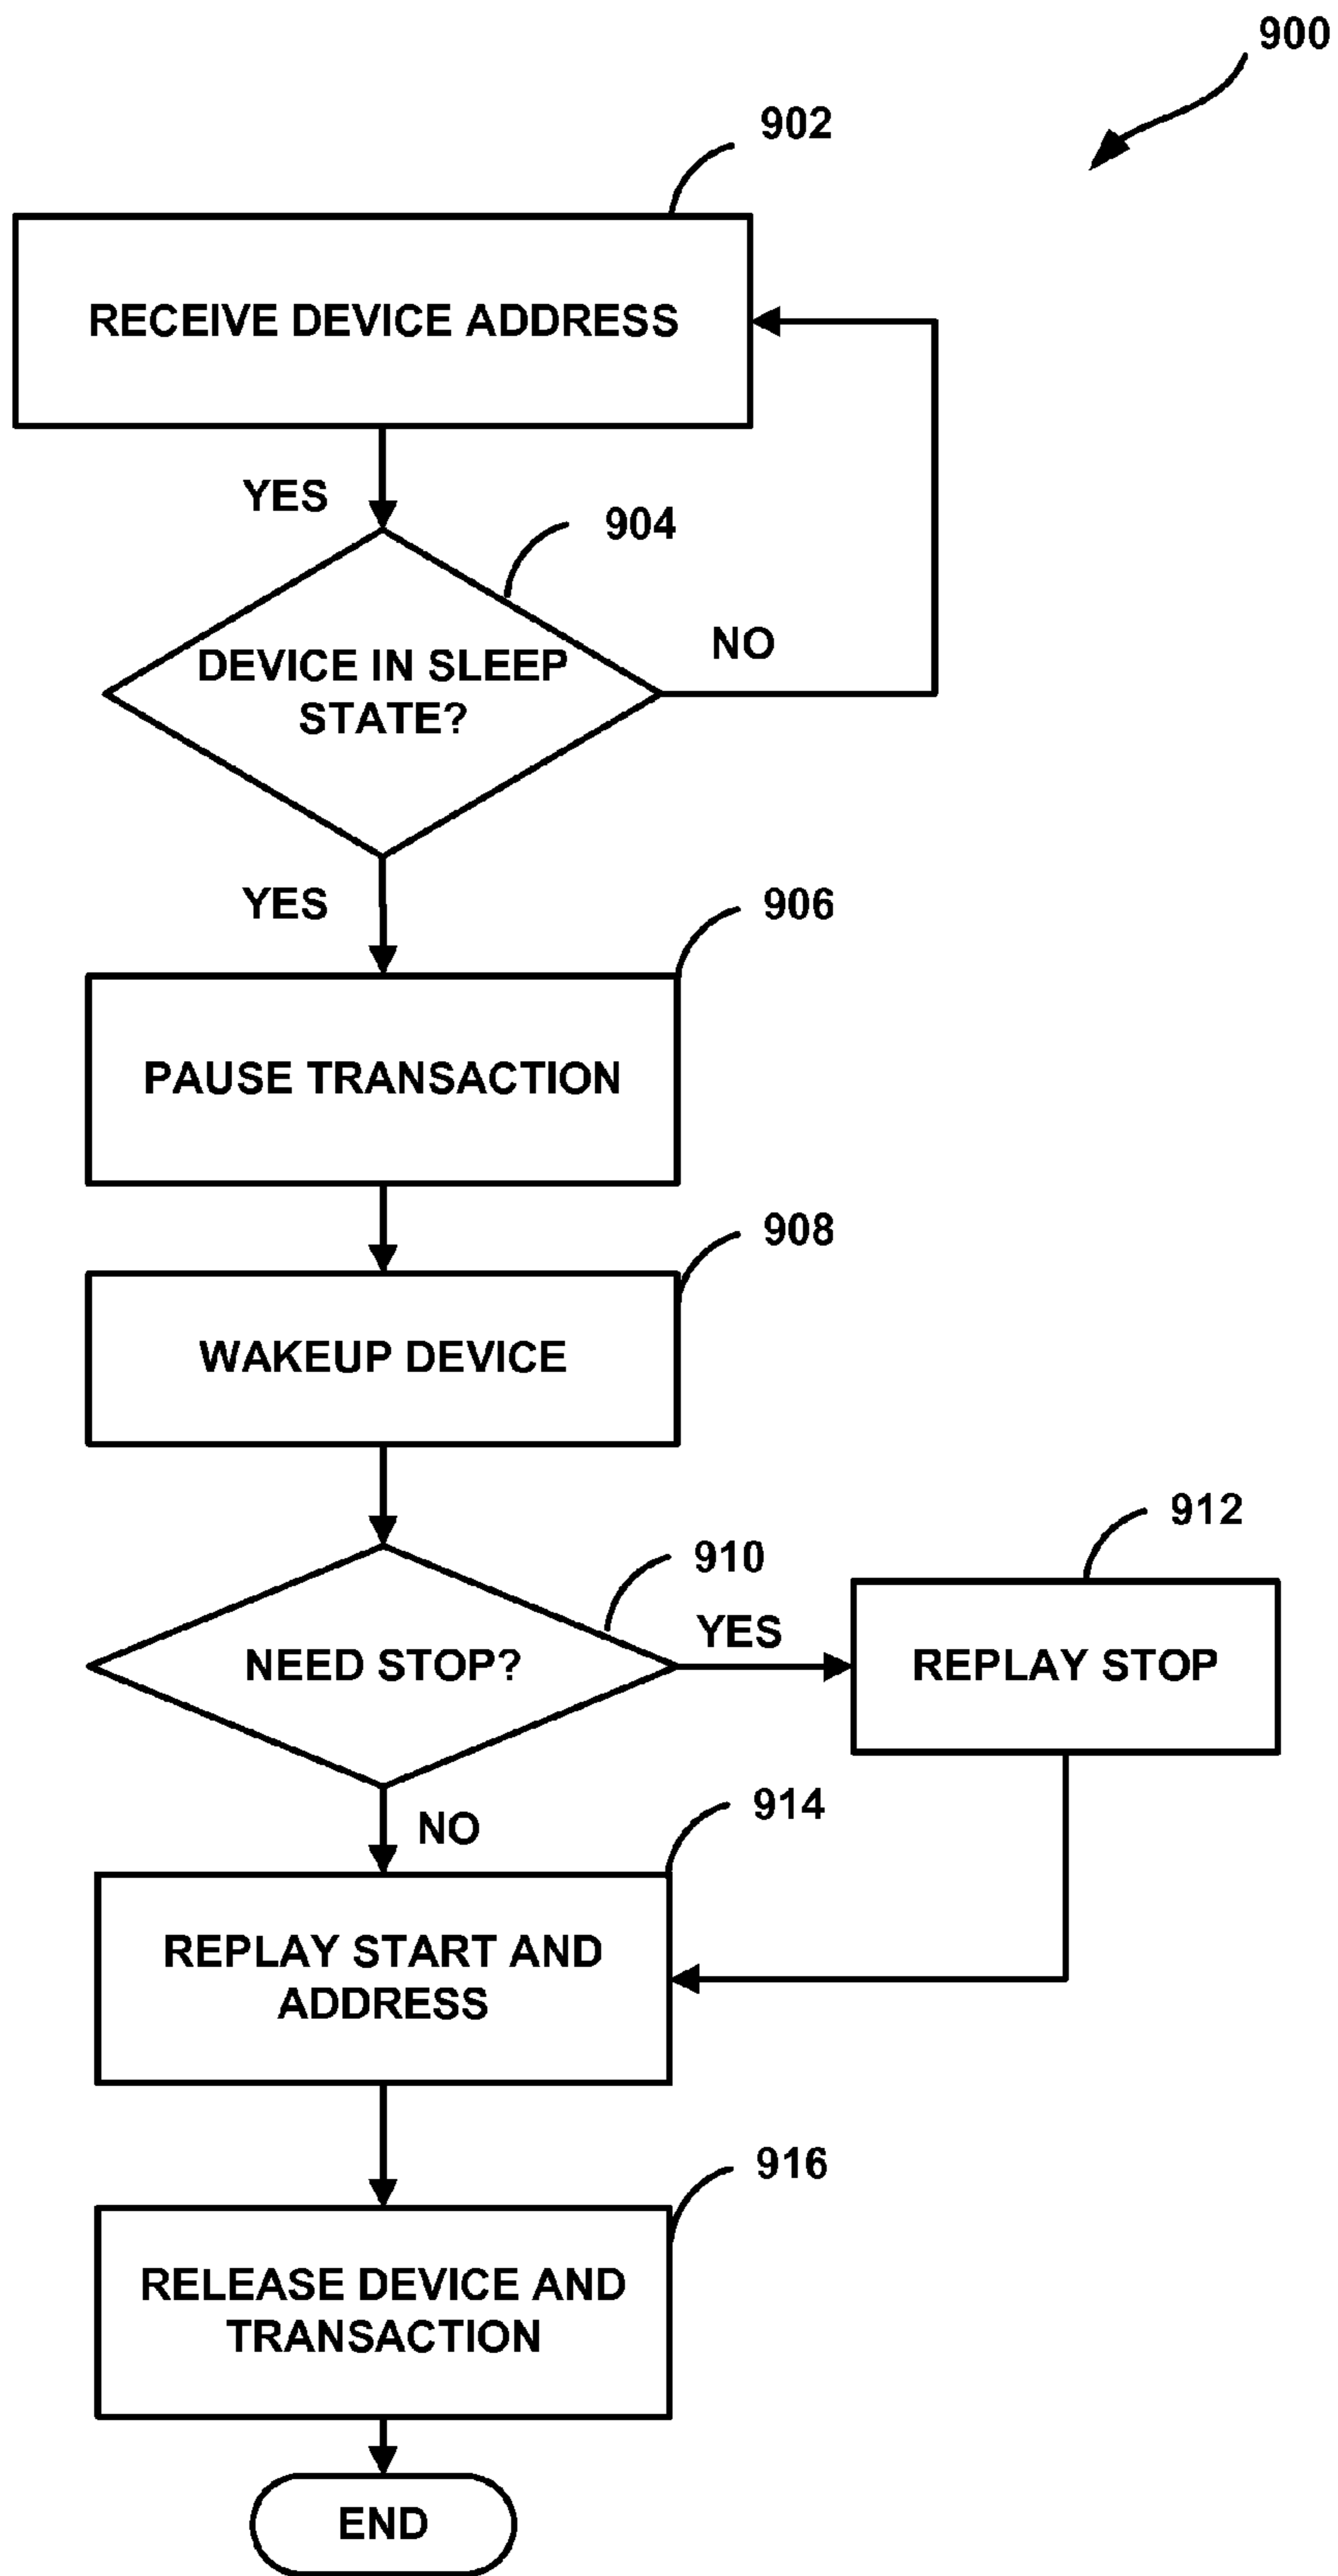 900
902
RECEIVE DEVICE ADDRESS
YES
904
DEVICE IN SLEEP
STATE?
NO
YES
906
PAUSE TRANSACTION
908
WAKEUP DEVICE
910
NEED STOP?
YES
912
REPLAY STOP
NO
914
REPLAY START AND
ADDRESS
916
RELEASE DEVICE AND
TRANSACTION
END